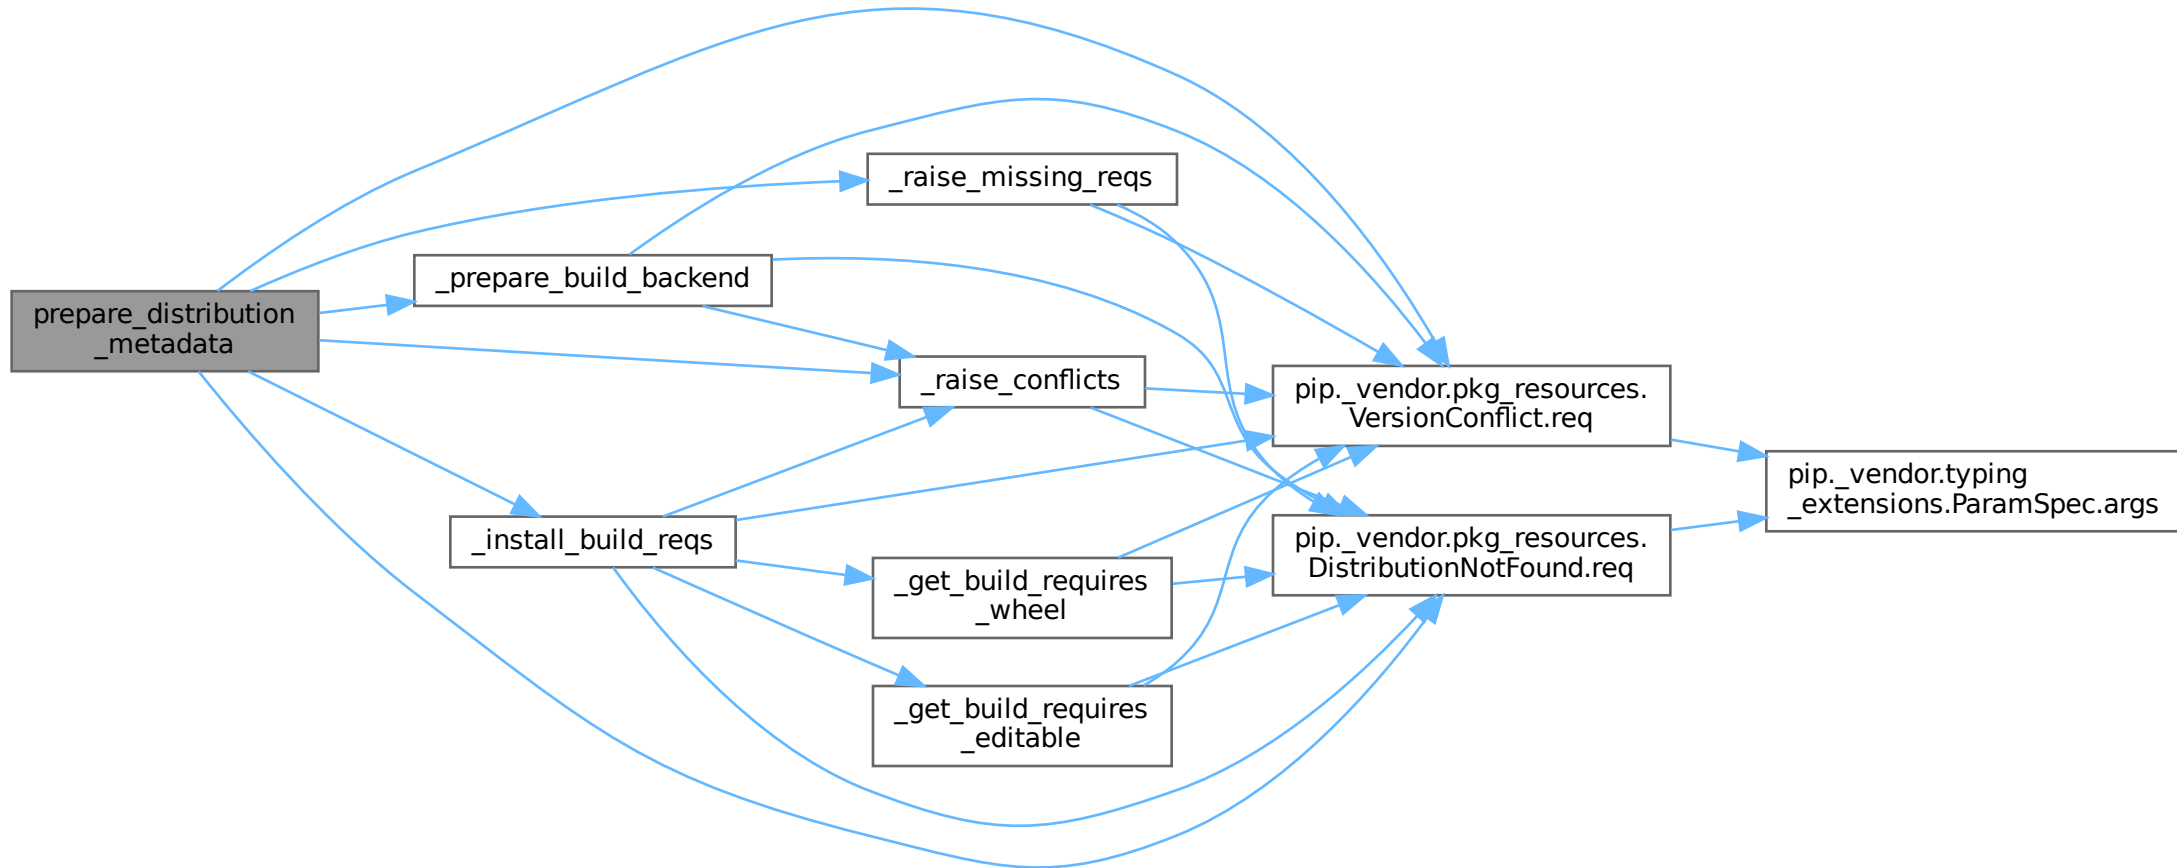 prepare_distribution
_metadata
_prepare_build_backend
_install_build_reqs
_raise_missing_reqs
_raise_conflicts
_get_build_requires
_wheel
_get_build_requires
_editable
pip._vendor.pkg_resources.
VersionConflict.req
pip._vendor.pkg_resources.
DistributionNotFound.req
pip._vendor.typing
_extensions.ParamSpec.args